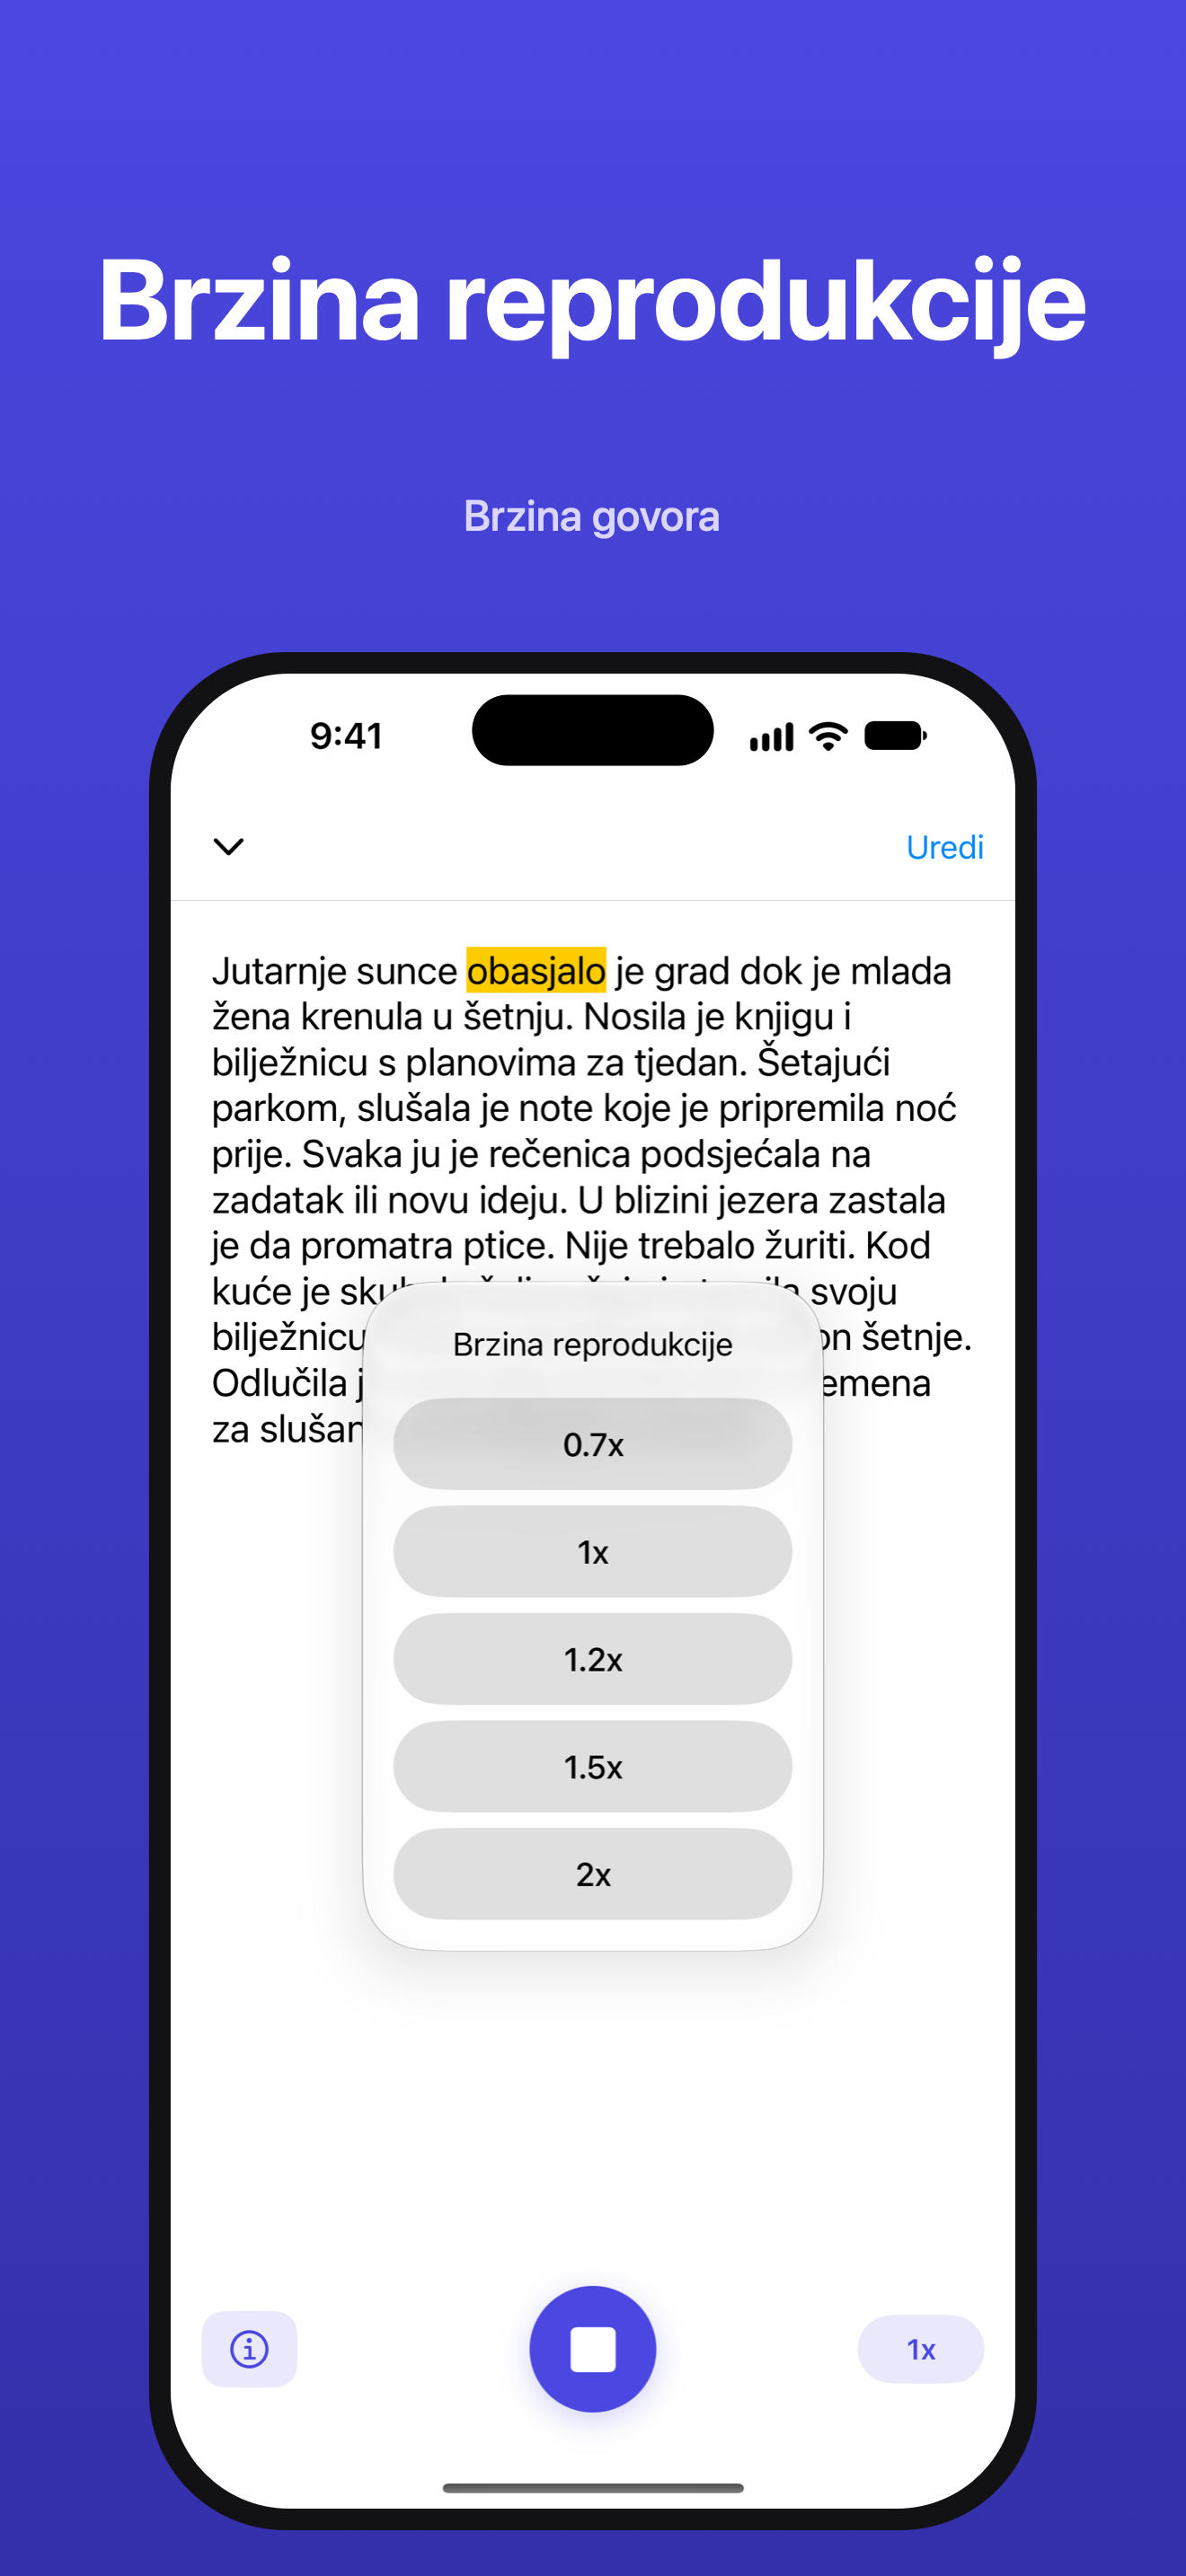 Brzina reprodukcije
Brzina govora
9:41
Uredi
Jutarnje sunce obasjalo je grad dok je mlada
žena krenula u šetnju. Nosila je knjigu i
bilježnicu s planovima za tjedan. Šetajući
parkom, slušala je note koje je pripremila noć
prije. Svaka ju je rečenica podsjećala na
zadatak ili novu ideju. U blizini jezera zastala
je da promatra ptice. Nije trebalo žuriti. Kod
kuće je svoju
bilježnicu šetnje.
Odlučila
za
Brzina reprodukcije
0.7x
1x
1.2x
1.5x
2x
1x